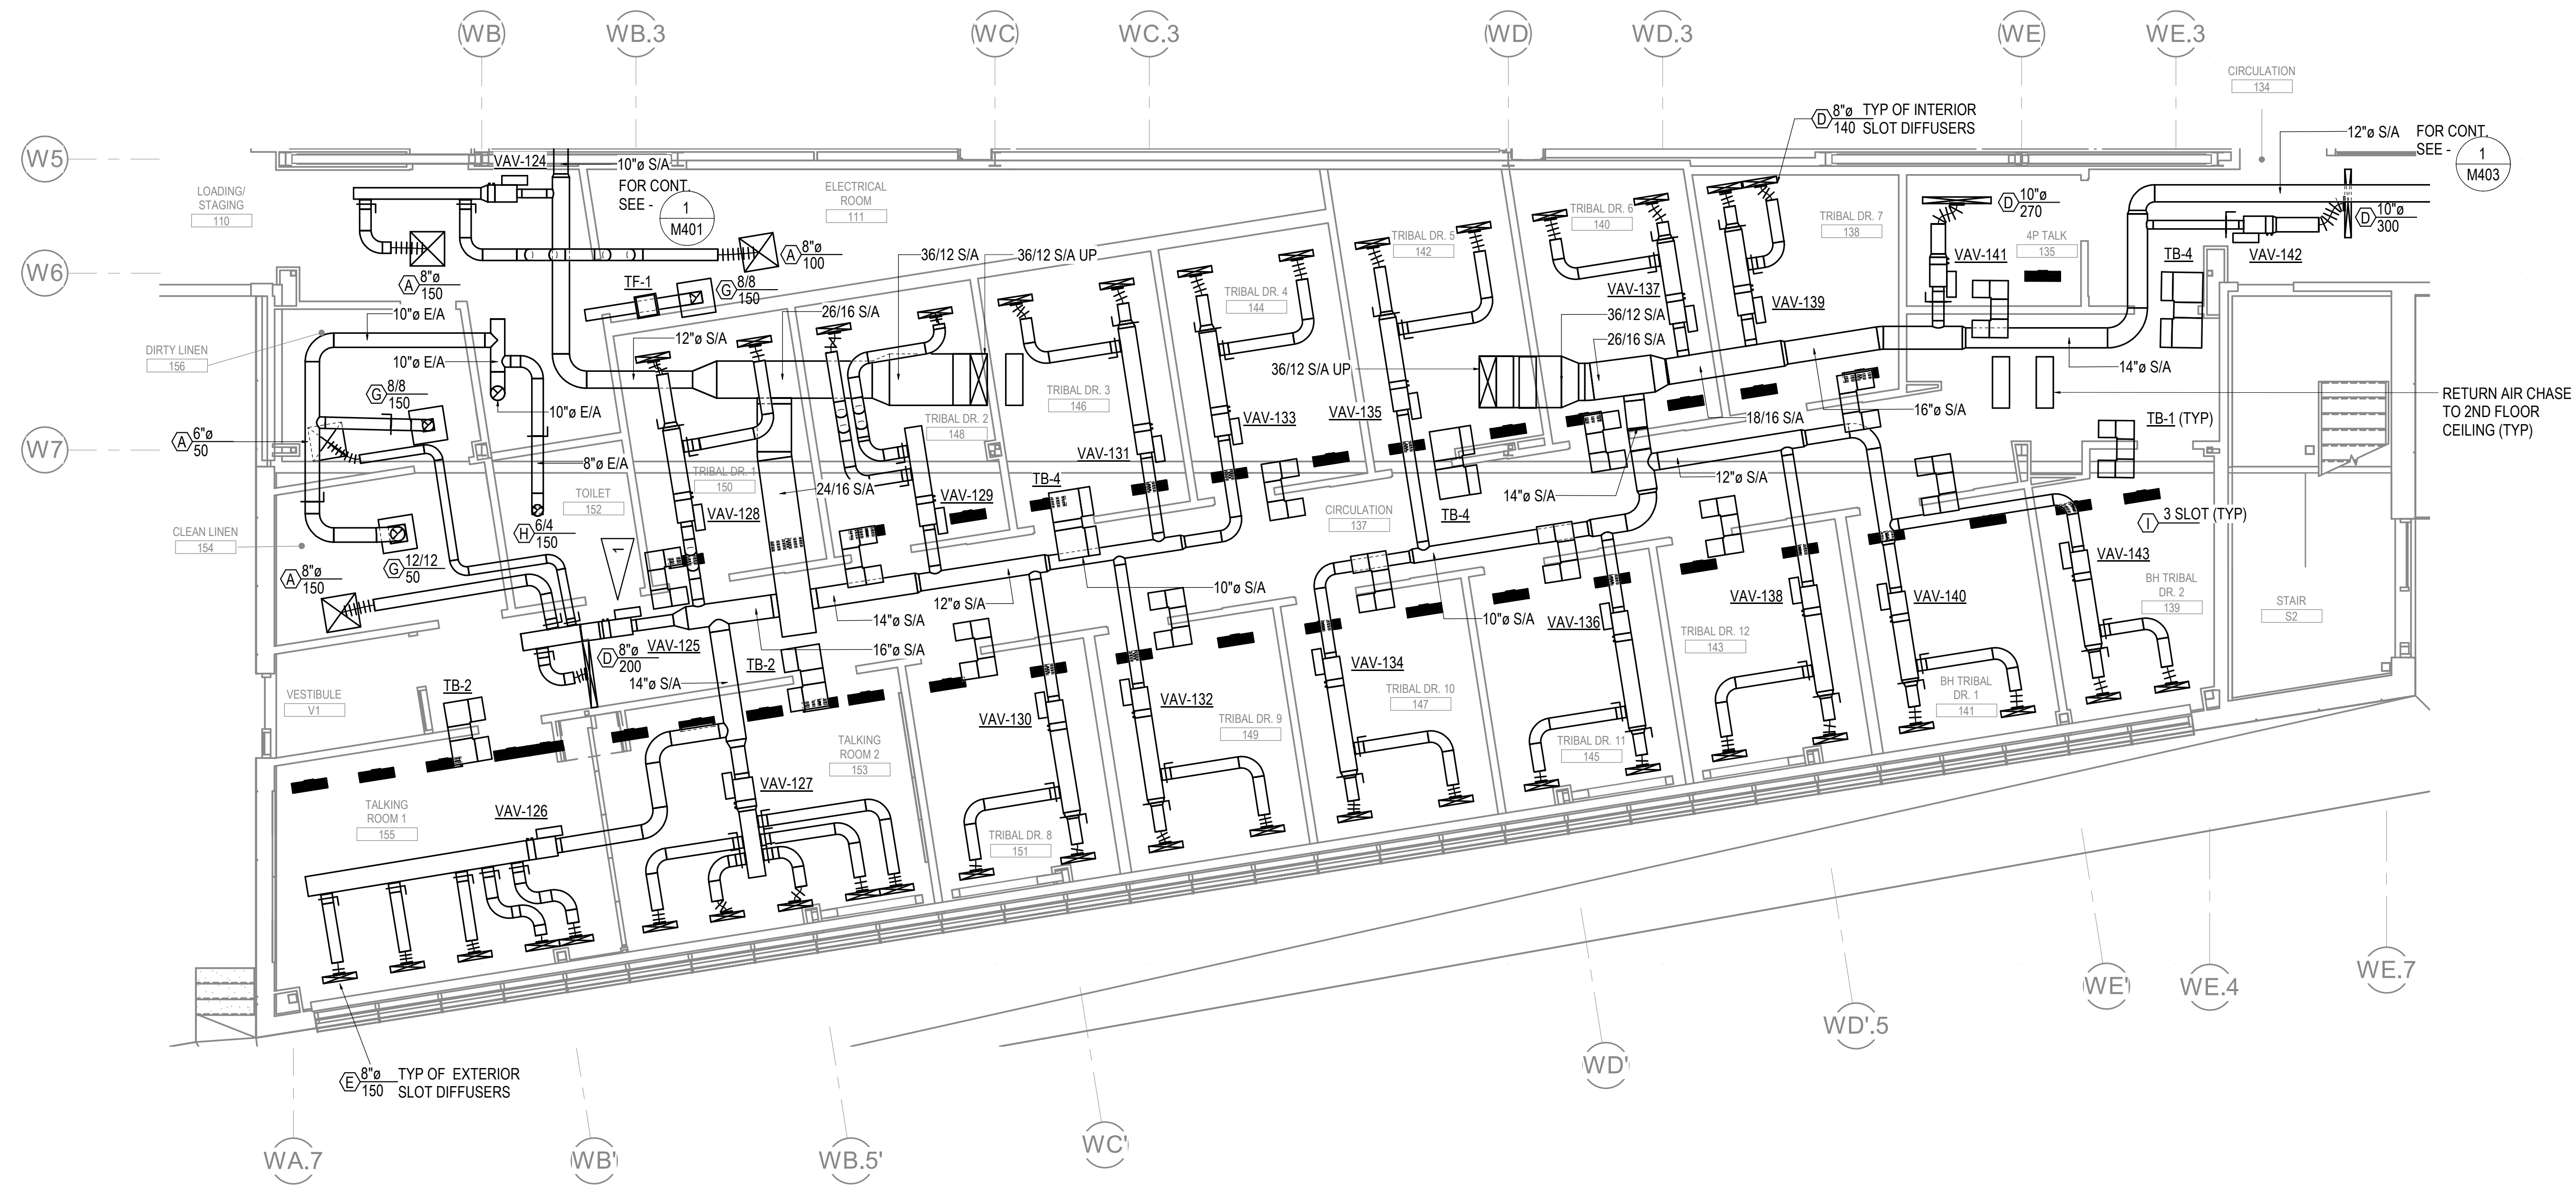 WB
WB.3
WC
WC.3
WD
WD.3
WE
WE.3
CIRCULATION
134
D 8"ø TYP OF INTERIOR
140 SLOT DIFFUSERS
12"ø S/A
FOR CONT.
SEE -
1
M403
W5
VAV-124
10"ø S/A
FOR CONT.
SEE -
1
M401
LOADING/
STAGING
110
ELECTRICAL
ROOM
111
TRIBAL DR. 6
140
TRIBAL DR. 7
138
D 10"ø
270
D 10"ø
300
4P TALK
135
VAV-141
TB-4
VAV-142
TRIBAL DR. 5
142
A 8"ø
100
36/12 S/A
36/12 S/A UP
W6
A 8"ø
150
TF-1
G 8/8
150
TRIBAL DR. 4
144
VAV-137
VAV-139
10"ø E/A
26/16 S/A
36/12 S/A
12"ø S/A
26/16 S/A
DIRTY LINEN
156
10"ø E/A
36/12 S/A UP
14"ø S/A
G 8/8
150
TRIBAL DR. 3
146
RETURN AIR CHASE
TO 2ND FLOOR
CEILING (TYP)
10"ø E/A
TRIBAL DR. 2
148
VAV-133
VAV-135
18/16 S/A
16"ø S/A
TB-1 (TYP)
W7
A 6"ø
50
VAV-131
8"ø E/A
TRIBAL DR. 1
150
24/16 S/A
TB-4
12"ø S/A
TOILET
152
VAV-129
14"ø S/A
VAV-128
CIRCULATION
137
TB-4
I 3 SLOT (TYP)
CLEAN LINEN
154
H 6/4
150
1
VAV-143
G 12/12
50
A 8"ø
150
10"ø S/A
BH TRIBAL
DR. 2
139
12"ø S/A
VAV-138
VAV-140
STAIR
S2
14"ø S/A
10"ø S/A
VAV-136
TRIBAL DR. 12
143
VAV-125
16"ø S/A
D 8"ø
200
TB-2
VAV-134
14"ø S/A
TB-2
VESTIBULE
V1
VAV-130
VAV-132
TRIBAL DR. 10
147
BH TRIBAL
DR. 1
141
TRIBAL DR. 9
149
TALKING
ROOM 2
153
TRIBAL DR. 11
145
VAV-127
TALKING
ROOM 1
155
VAV-126
TRIBAL DR. 8
151
E 8"ø TYP OF EXTERIOR
150 SLOT DIFFUSERS
WE.7
WE'
WE.4
WD'.5
WD'
WC'
WA.7
WB'
WB.5'